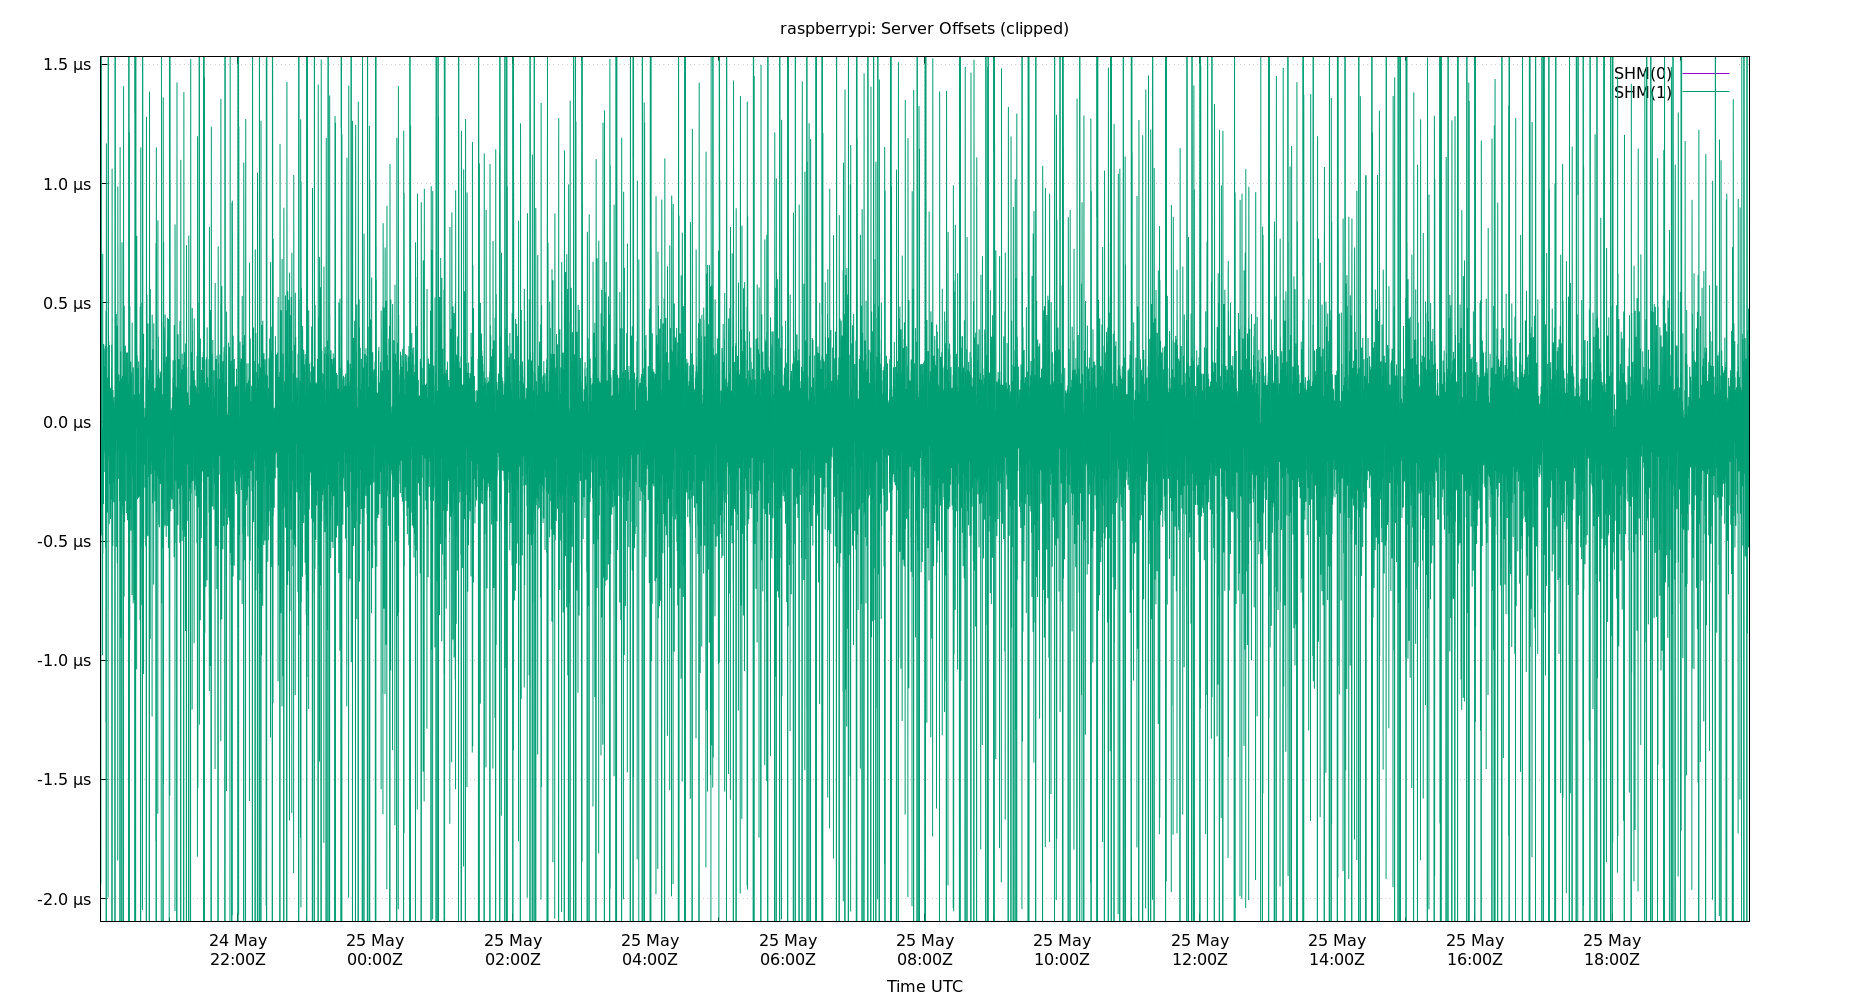 raspberrypi: Server Offsets (clipped)
1.5 µs
1.0 µs
0.5 µs
0.0 µs
-0.5 µs
-1.0 µs
-1.5 µs
-2.0 µs
SHM(0)
SHM(1)
24 May 25 May 25 May 25 May 25 May 25 May 25 May 25 May 25 May 25 May 25 May
22:00Z 00:00Z 02:00Z 04:00Z 06:00Z 08:00Z 10:00Z 12:00Z 14:00Z 16:00Z 18:00Z
Time UTC